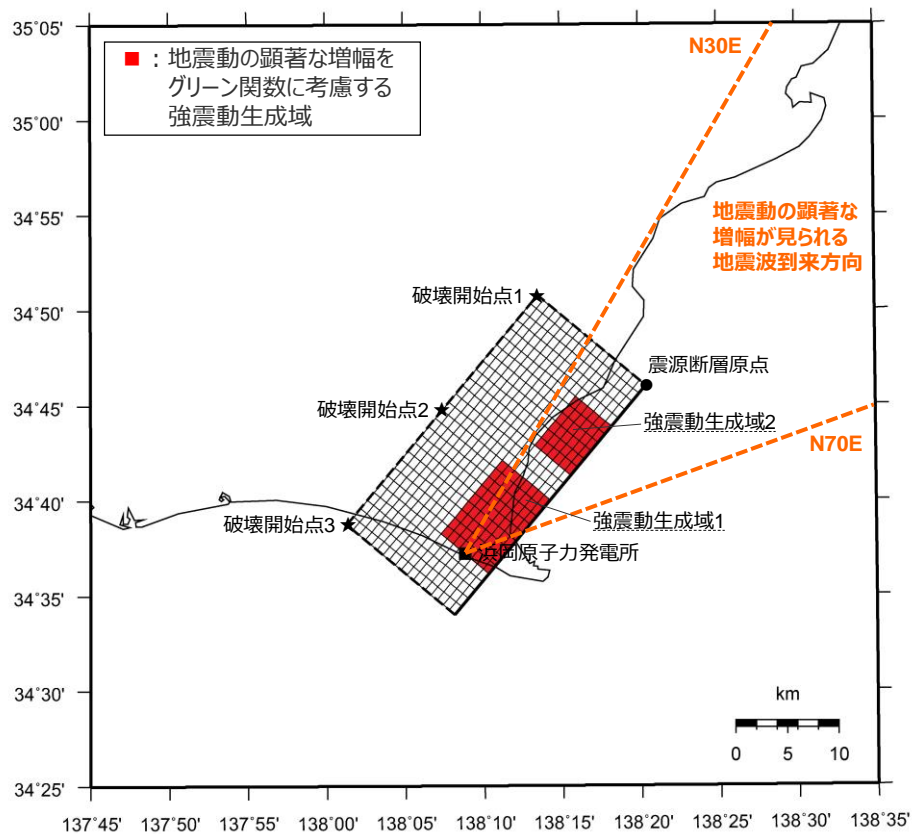 ■：地震動の顕著な増幅を
グリーン関数に考慮する
強震動生成域
N30E
地震動の顕著な
増幅が見られる
地震波到来方向
破壊開始点1
震源断層原点
破壊開始点2
強震動生成域2
N70E
破壊開始点3
強震動生成域1
浜岡原子力発電所
km
0 5 10
35˚05'
35˚00'
34˚55'
34˚50'
34˚45'
34˚40'
34˚35'
34˚30'
34˚25'
137˚45' 137˚50' 137˚55' 138˚00' 138˚05' 138˚10' 138˚15' 138˚20' 138˚25' 138˚30' 138˚35'